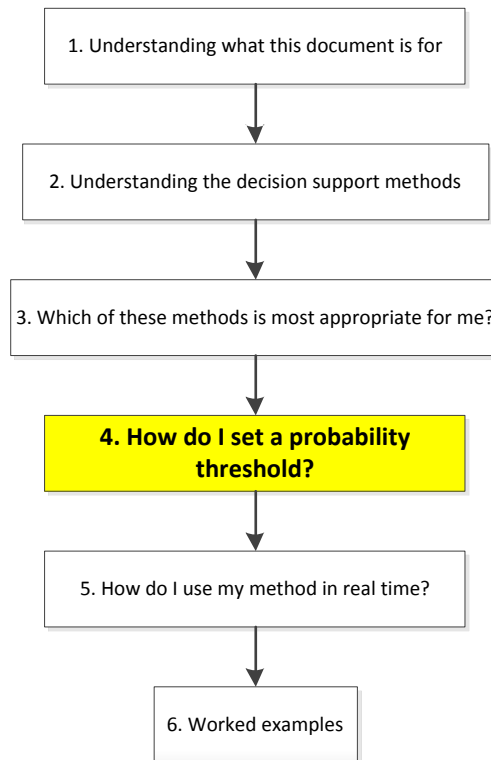 1. Understanding what this document is for
2. Understanding the decision support methods
3. Which of these methods is most appropriate for me?
4. How do I set a probability
threshold?
5. How do I use my method in real time?
6. Worked examples